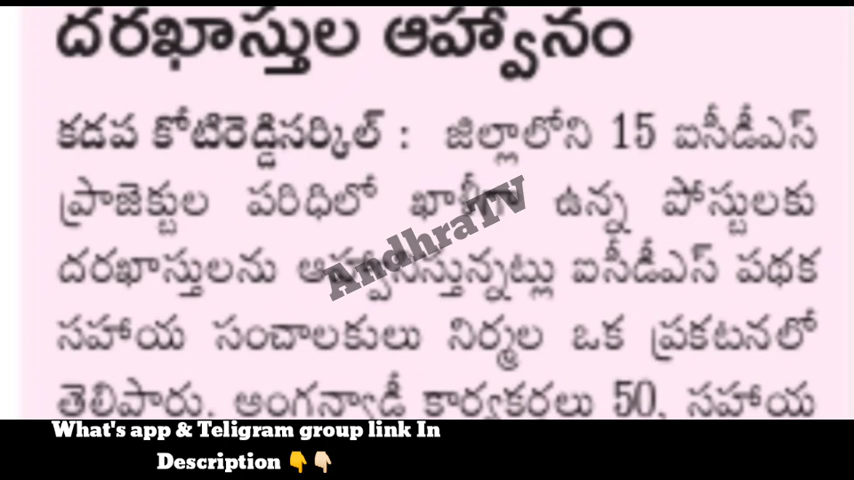 దరఖాస్తుల ఆహ్వానం
కడప కోటిరెడ్డిసర్కిల్ : జిల్లాలోని 15 ఐసీడీఎస్
ప్రాజెక్టుల పరిధిలో ఖాళీగా ఉన్న పోస్టులకు
దరఖాస్తులను ఆహ్వానిస్తున్నట్లు ఐసీడీఎస్ పథక
సహాయ సంచాలకులు నిర్మల ఒక ప్రకటనలో
తెలిపారు. అంగన్వాడీ కార్యకర్తలు 50, సహాయ
AndhraTV
What's app & Teligram group link In
Description 👇👇🏻